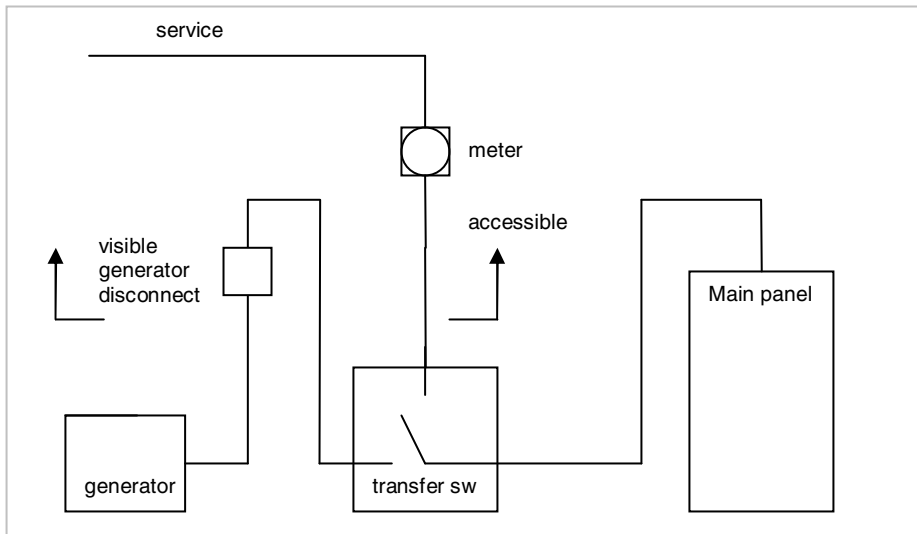 service
meter
accessible
visible
generator
disconnect
Main panel
generator
transfer sw